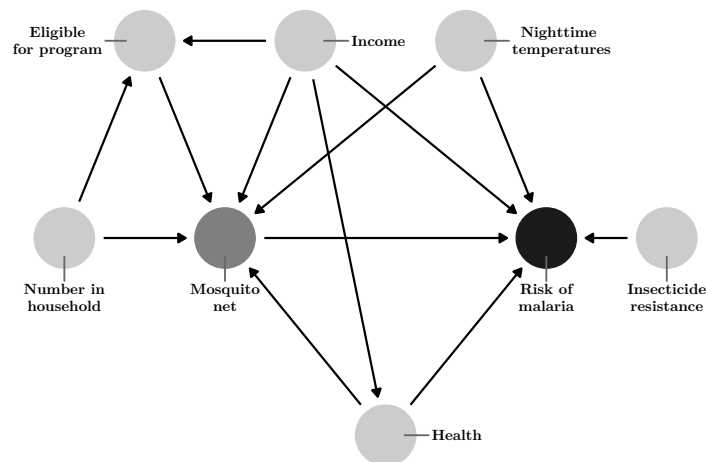 Eligible
for program
Income
Nighttime
temperatures
Number in
household
Mosquito
net
Risk of
malaria
Insecticide
resistance
Health